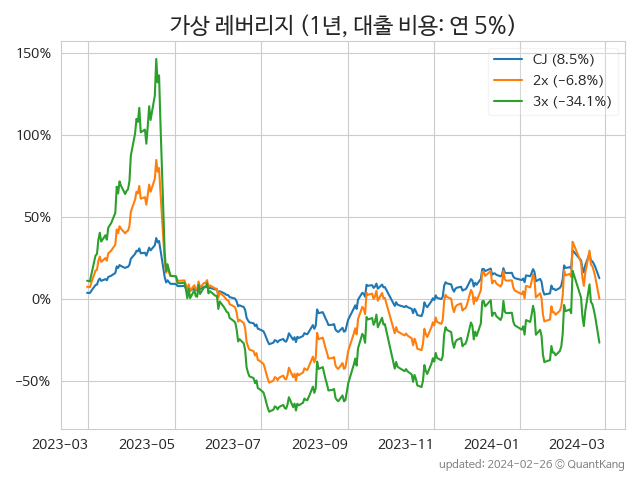 가상 레버리지 (1년, 대출 비용: 연 5%)
CJ (8.5%)
2x (−6.8%)
3x (−34.1%)
150%
100%
50%
0%
−50%
2023-03 2023-05 2023-07 2023-09 2023-11 2024-01 2024-03
updated: 2024-02-26 © QuantKang